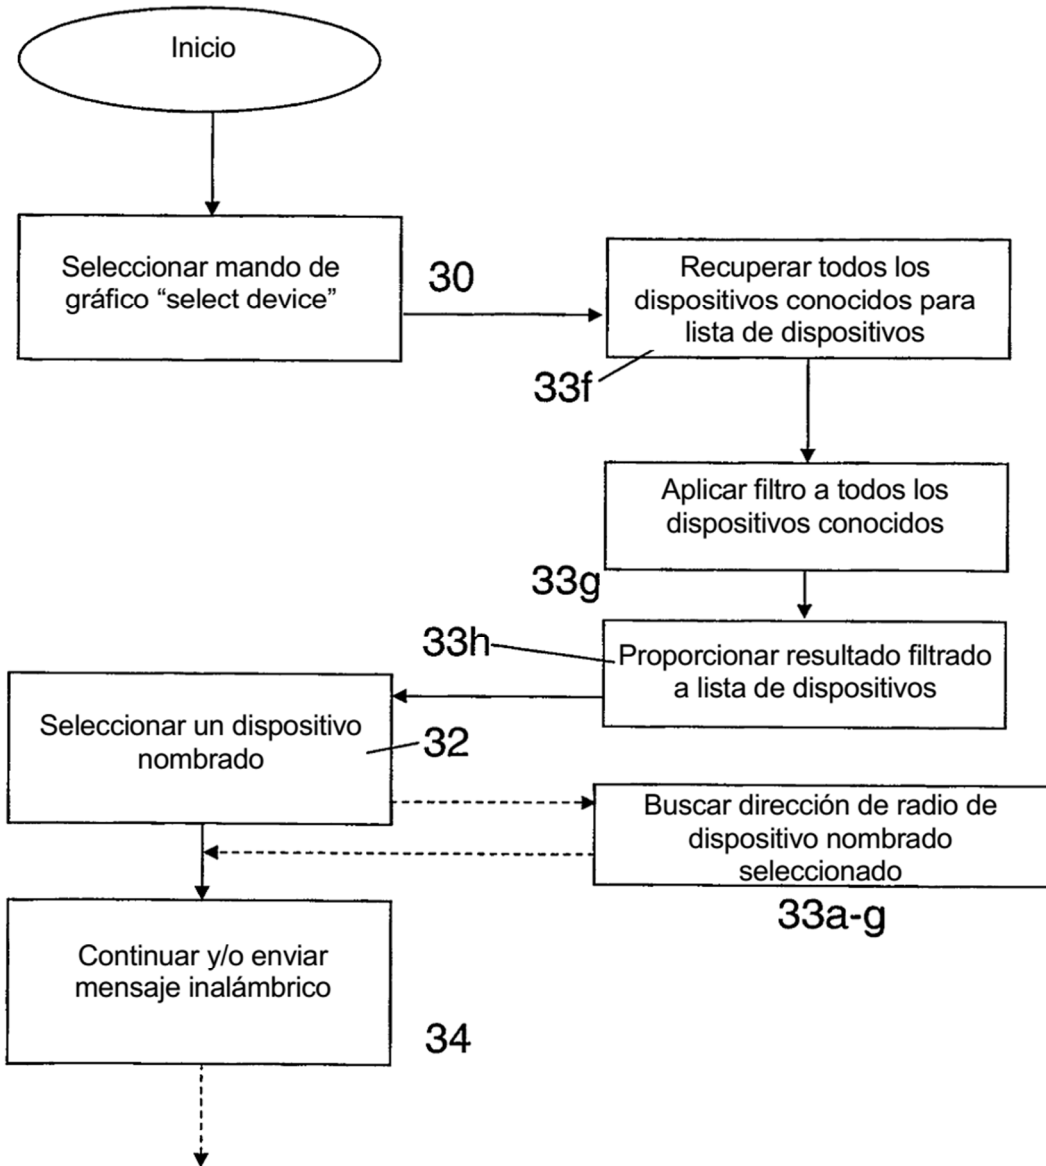 Inicio
Seleccionar mando de
gráfico “select device”
30
Recuperar todos los
dispositivos conocidos para
lista de dispositivos
33f
Aplicar filtro a todos los
dispositivos conocidos
33g
33h
Proporcionar resultado filtrado
a lista de dispositivos
Seleccionar un dispositivo
nombrado
32
Buscar dirección de radio de
dispositivo nombrado
seleccionado
33a-g
Continuar y/o enviar
mensaje inalámbrico
34